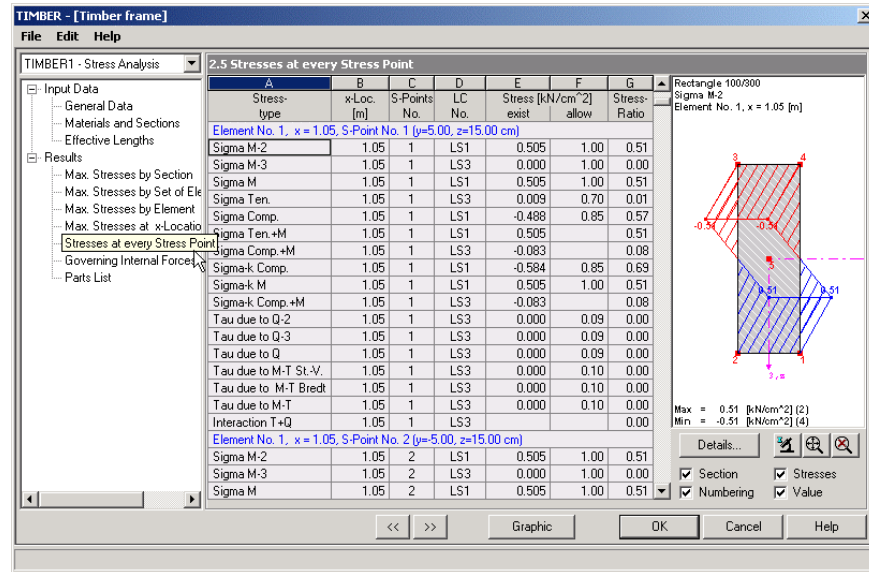 TIMBER - [Timber frame]
File Edit Help
TIMBER1 - Stress Analysis
Input Data
General Data
Materials and Sections
Effective Lengths
Results
Max. Stresses by Section
Max. Stresses by Set of Ele
Max. Stresses by Element
Max. Stresses at x-Locatio
Stresses at every Stress Point
Governing Internal Forces
Parts List
2.5 Stresses at every Stress Point
A B C D E F G
Stress- x-Loc. S-Points LC Stress [kN/cm^2] Stress-
type [m] No. No. exist allow Ratio
Element No. 1, x = 1.05, S-Point No. 1 (y=5.00, z=15.00 cm)
Sigma M-2 1.05 1 LS1 0.505 1.00 0.51
Sigma M-3 1.05 1 LS3 0.000 1.00 0.00
Sigma M 1.05 1 LS1 0.505 1.00 0.51
Sigma Ten. 1.05 1 LS3 0.009 0.70 0.01
Sigma Comp. 1.05 1 LS1 -0.488 0.85 0.57
Sigma Ten.+M 1.05 1 LS1 0.505 0.51
Sigma Comp.+M 1.05 1 LS3 -0.083 0.08
Sigma-k Comp. 1.05 1 LS1 -0.584 0.85 0.69
Sigma-k M 1.05 1 LS1 0.505 1.00 0.51
Sigma-k Comp.+M 1.05 1 LS3 -0.083 0.08
Tau due to Q-2 1.05 1 LS3 0.000 0.09 0.00
Tau due to Q-3 1.05 1 LS3 0.000 0.09 0.00
Tau due to Q 1.05 1 LS3 0.000 0.09 0.00
Tau due to M-T St.-V. 1.05 1 LS3 0.000 0.10 0.00
Tau due to M-T Bredt 1.05 1 LS3 0.000 0.10 0.00
Tau due to M-T 1.05 1 LS3 0.000 0.10 0.00
Interaction T+Q 1.05 1 LS3 0.00
Element No. 1, x = 1.05, S-Point No. 2 (y=-5.00, z=15.00 cm)
Sigma M-2 1.05 2 LS1 0.505 1.00 0.51
Sigma M-3 1.05 2 LS3 0.000 1.00 0.00
Sigma M 1.05 2 LS1 0.505 1.00 0.51
Rectangle 100/300
Sigma M-2
Element No. 1, x = 1.05 [m]
3 4
-0.51 -0.51
5
0.51 0.51
2 1
Max = 0.51 [kN/cm^2] (2)
Min = -0.51 [kN/cm^2] (4)
Details...
Section Stresses
Numbering Value
<< >> Graphic OK Cancel Help